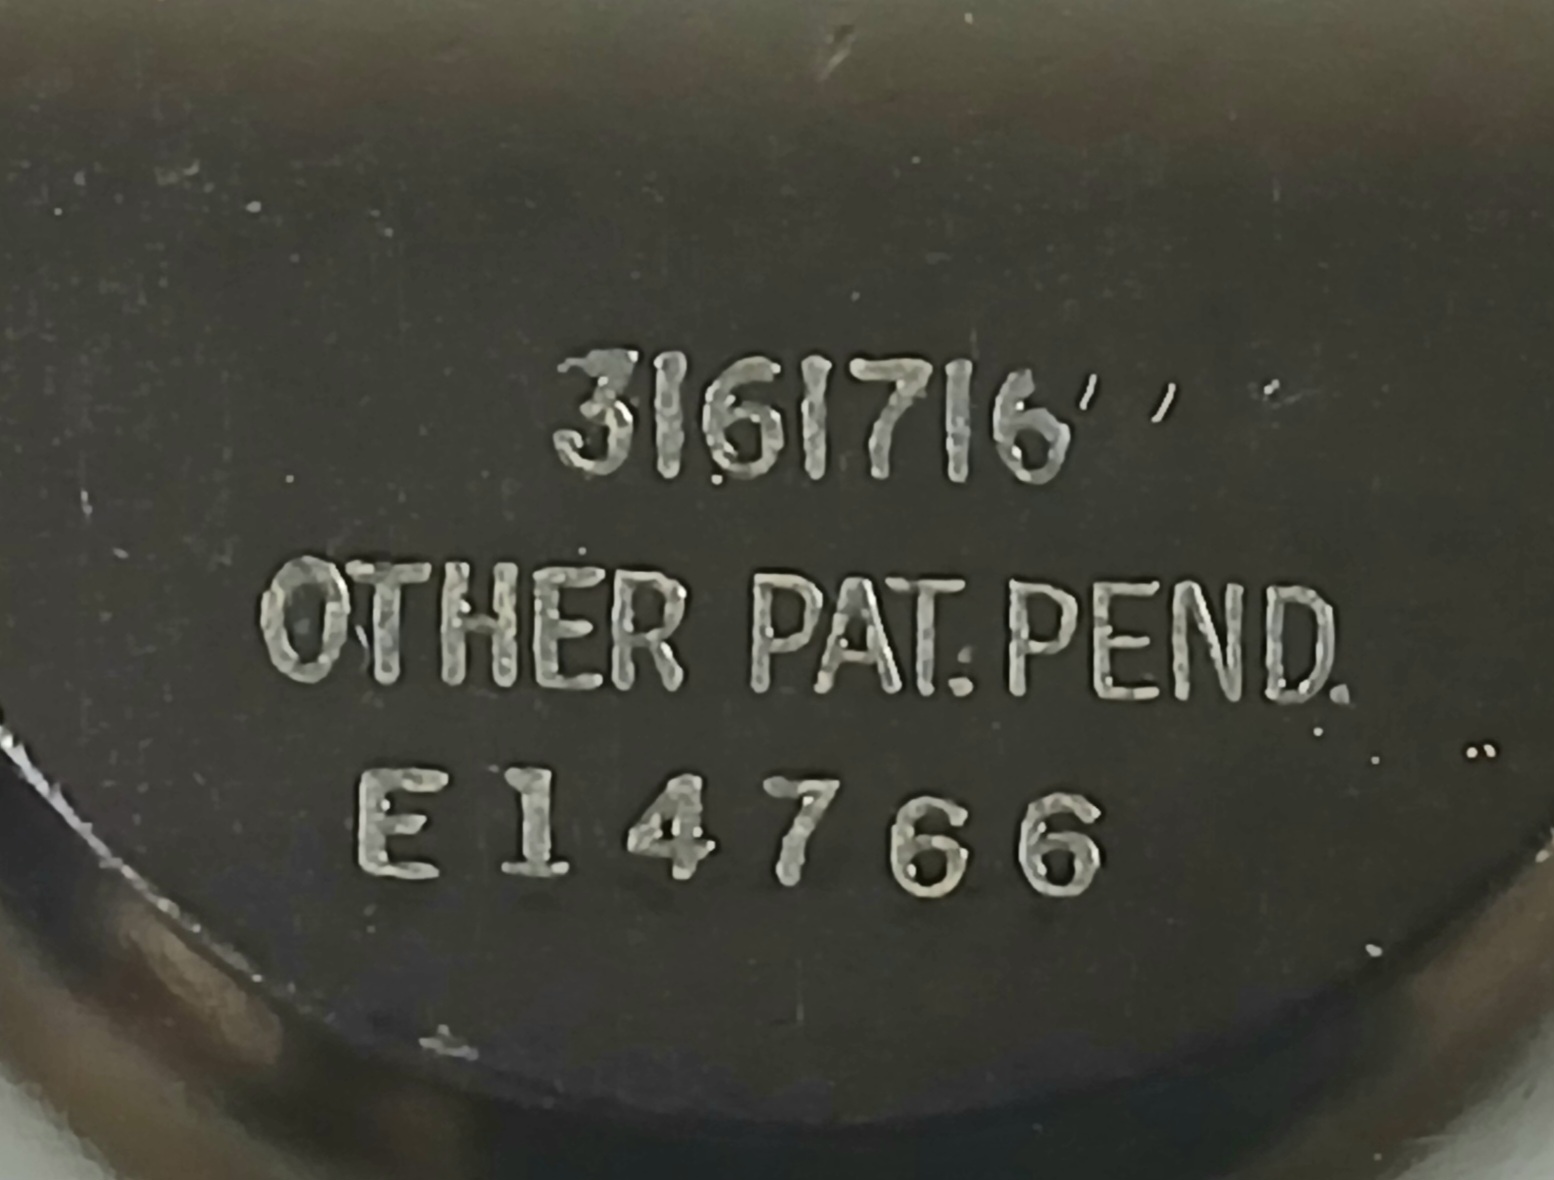 3161716
OTHER PAT. PEND.
E14766